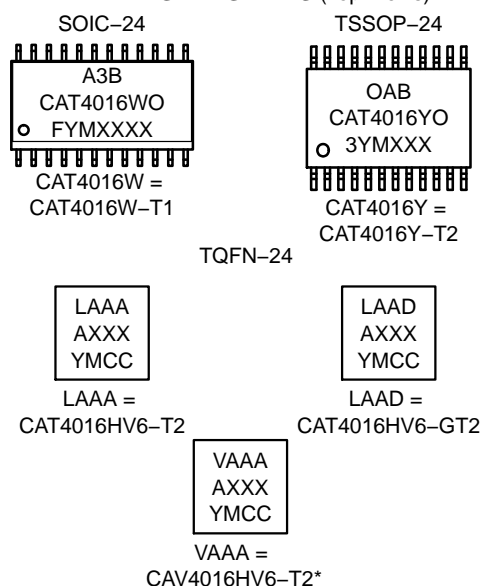 SOIC–24
A3B
CAT4016WO
FYMXXXX
CAT4016W =
CAT4016W–T1
TSSOP–24
OAB
CAT4016YO
3YMXXX
CAT4016Y =
CAT4016Y–T2
TQFN–24
LAAA
AXXX
YMCC
LAAA =
CAT4016HV6–T2
LAAD
AXXX
YMCC
LAAD =
CAT4016HV6–GT2
VAAA
AXXX
YMCC
VAAA =
CAV4016HV6–T2*